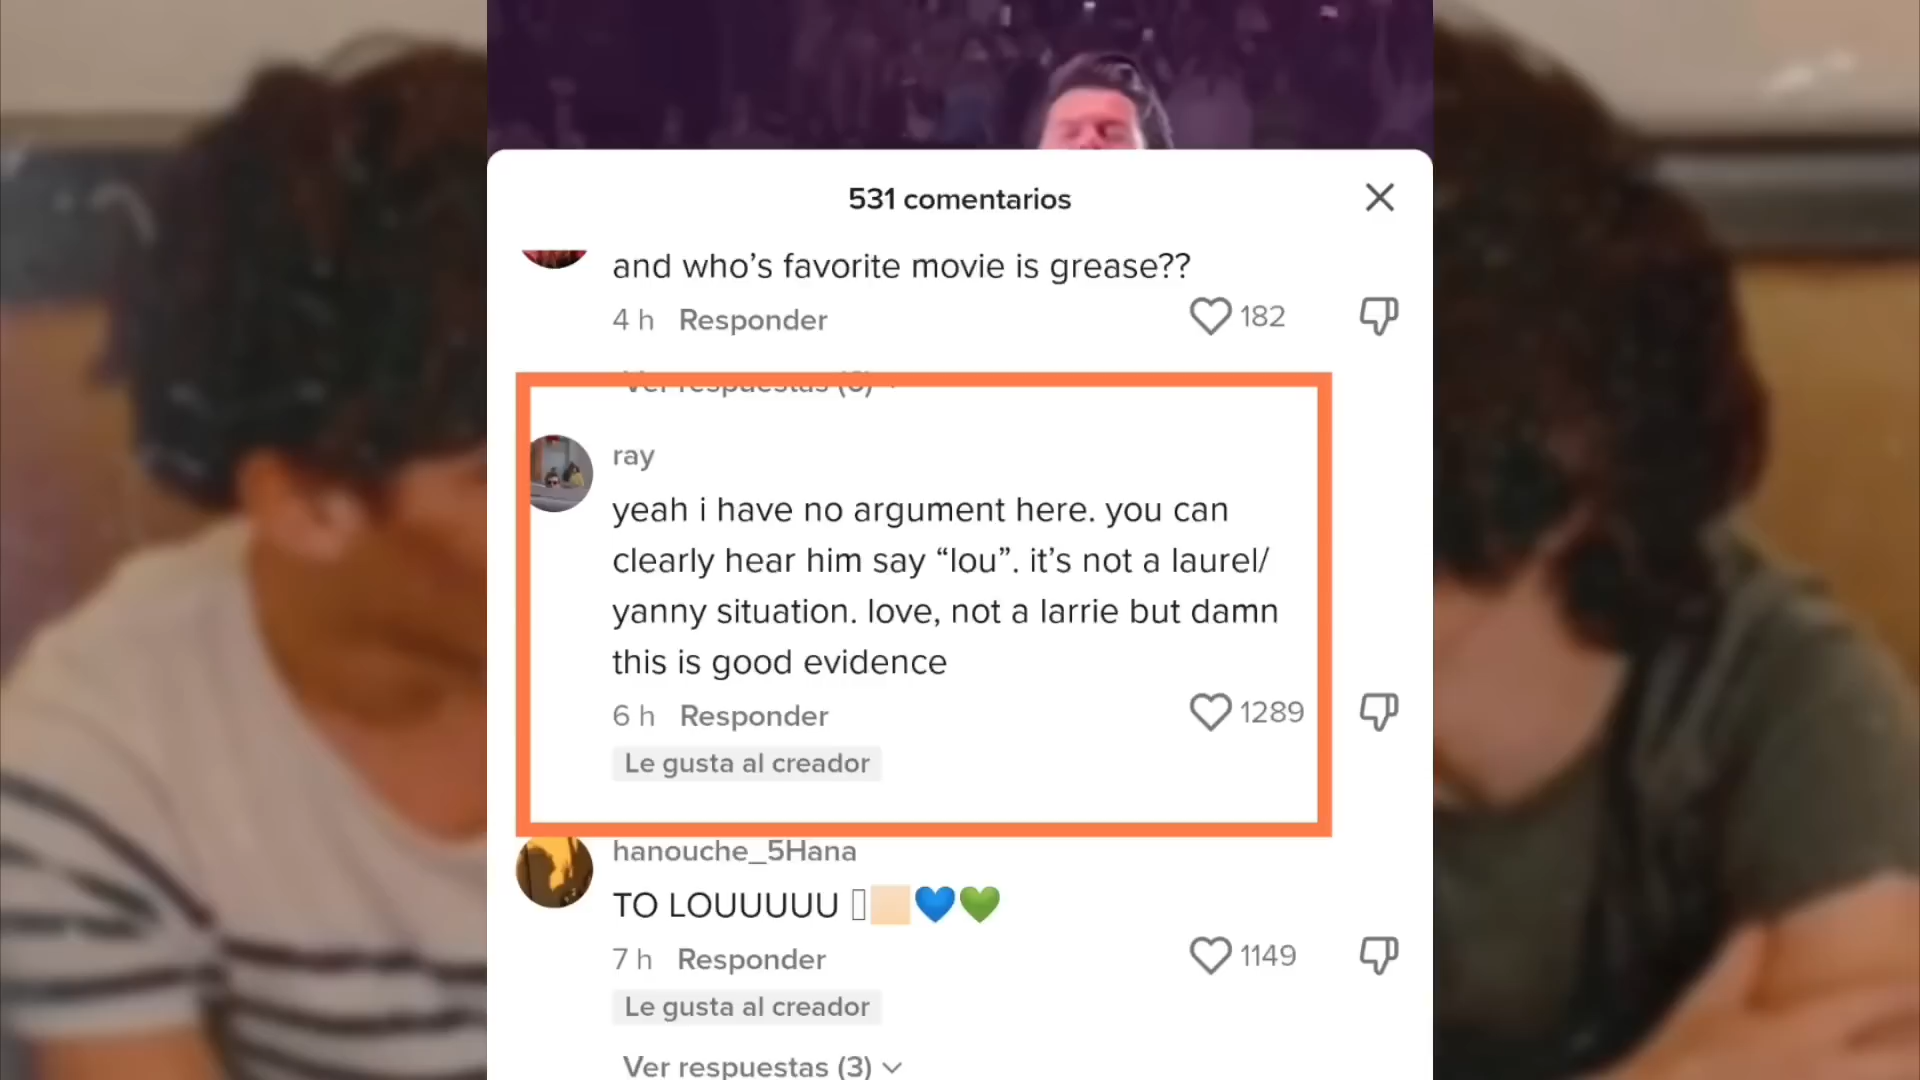 531 comentarios
and who’s favorite movie is grease??
4 h Responder 182
Ver respuestas (6)
ray
yeah i have no argument here. you can
clearly hear him say “lou”. it’s not a laurel/
yanny situation. love, not a larrie but damn
this is good evidence
6 h Responder 1289
Le gusta al creador
hanouche_5Hana
TO LOUUUUU 💙💚
7 h Responder 1149
Le gusta al creador
Ver respuestas (3)